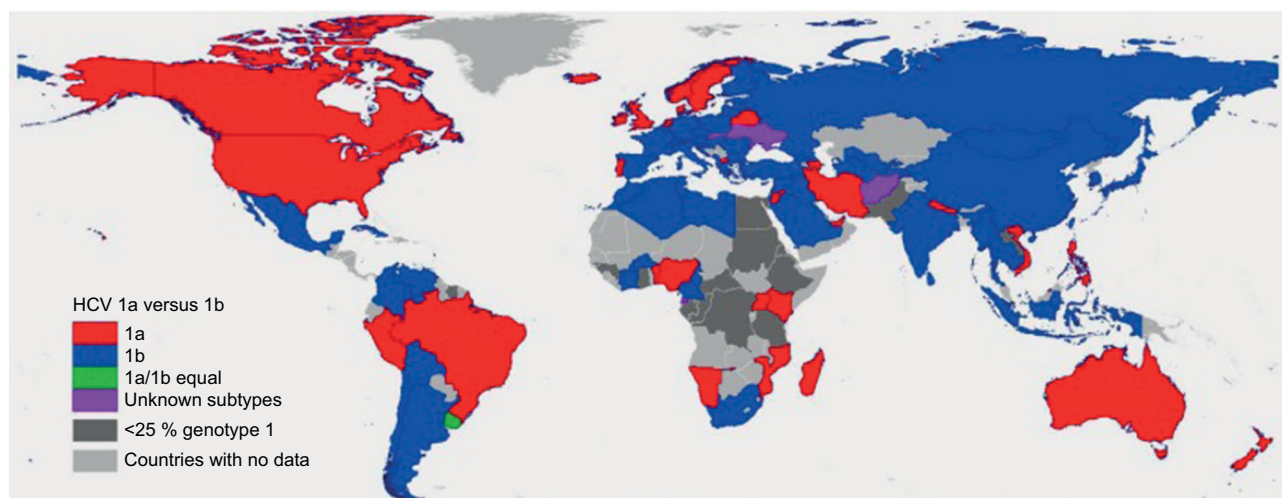 HCV 1a versus 1b
1a
1b
1a/1b equal
Unknown subtypes
<25 % genotype 1
Countries with no data